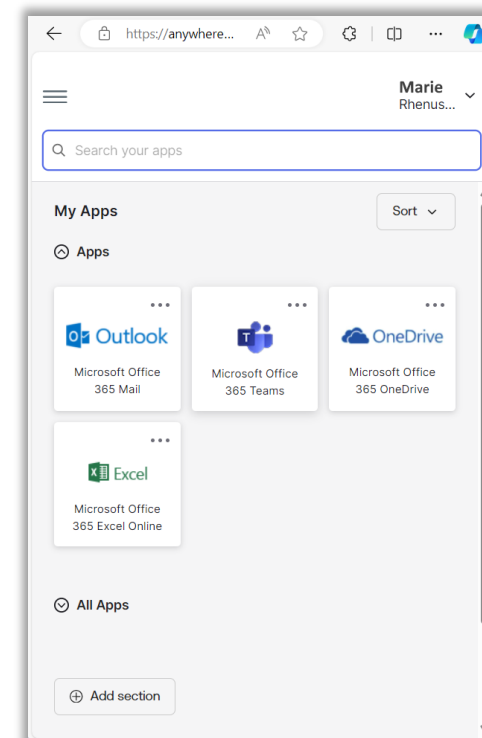 https://anywhere...
Marie
Rhenus...
Search your apps
My Apps
Sort
Apps
Outlook
Microsoft Office
365 Mail
T
Microsoft Office
365 Teams
OneDrive
Microsoft Office
365 OneDrive
X Excel
Microsoft Office
365 Excel Online
All Apps
Add section